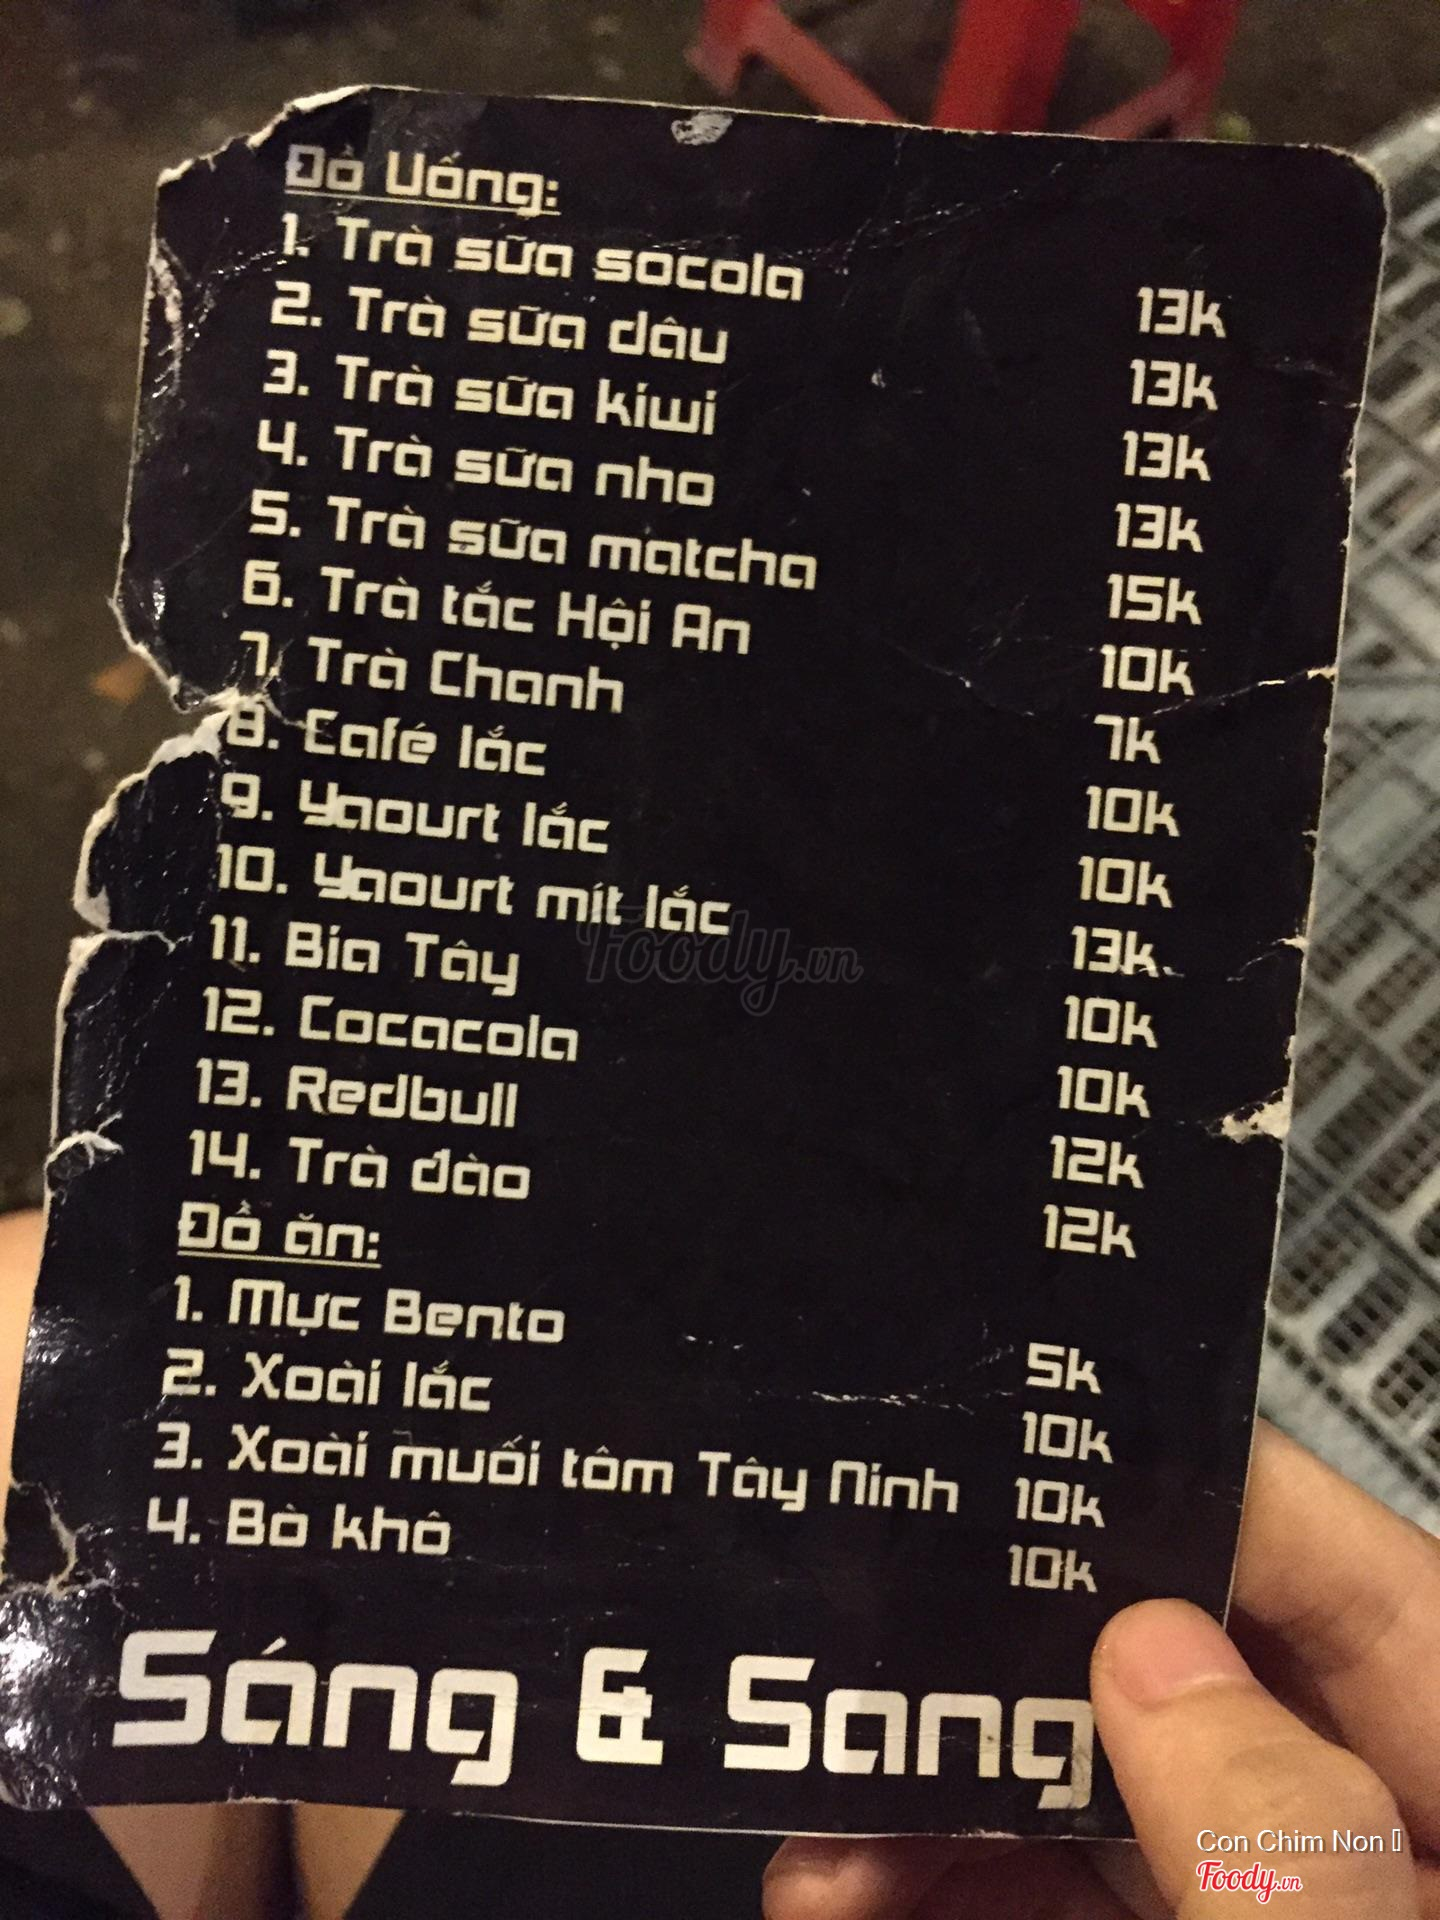 Đồ Uống:
1. Trà sữa socola 13k
2. Trà sữa dâu 13k
3. Trà sữa kiwi 13k
4. Trà sữa nho 13k
5. Trà sữa matcha 15k
6. Trà tắc Hội An 10k
7. Trà Chanh 7k
8. Café lắc 10k
9. Yaourt lắc 10k
10. Yaourt mít lắc 13k
11. Bia Tây 10k
12. Cocacola 10k
13. Redbull 12k
14. Trà đào 12k
Đồ ăn:
1. Mực Bento 5k
2. Xoài lắc 10k
3. Xoài muối tôm Tây Ninh 10k
4. Bò khô 10k
Sáng & Sang
Foody.vn
Con Chim Non
Foody.vn